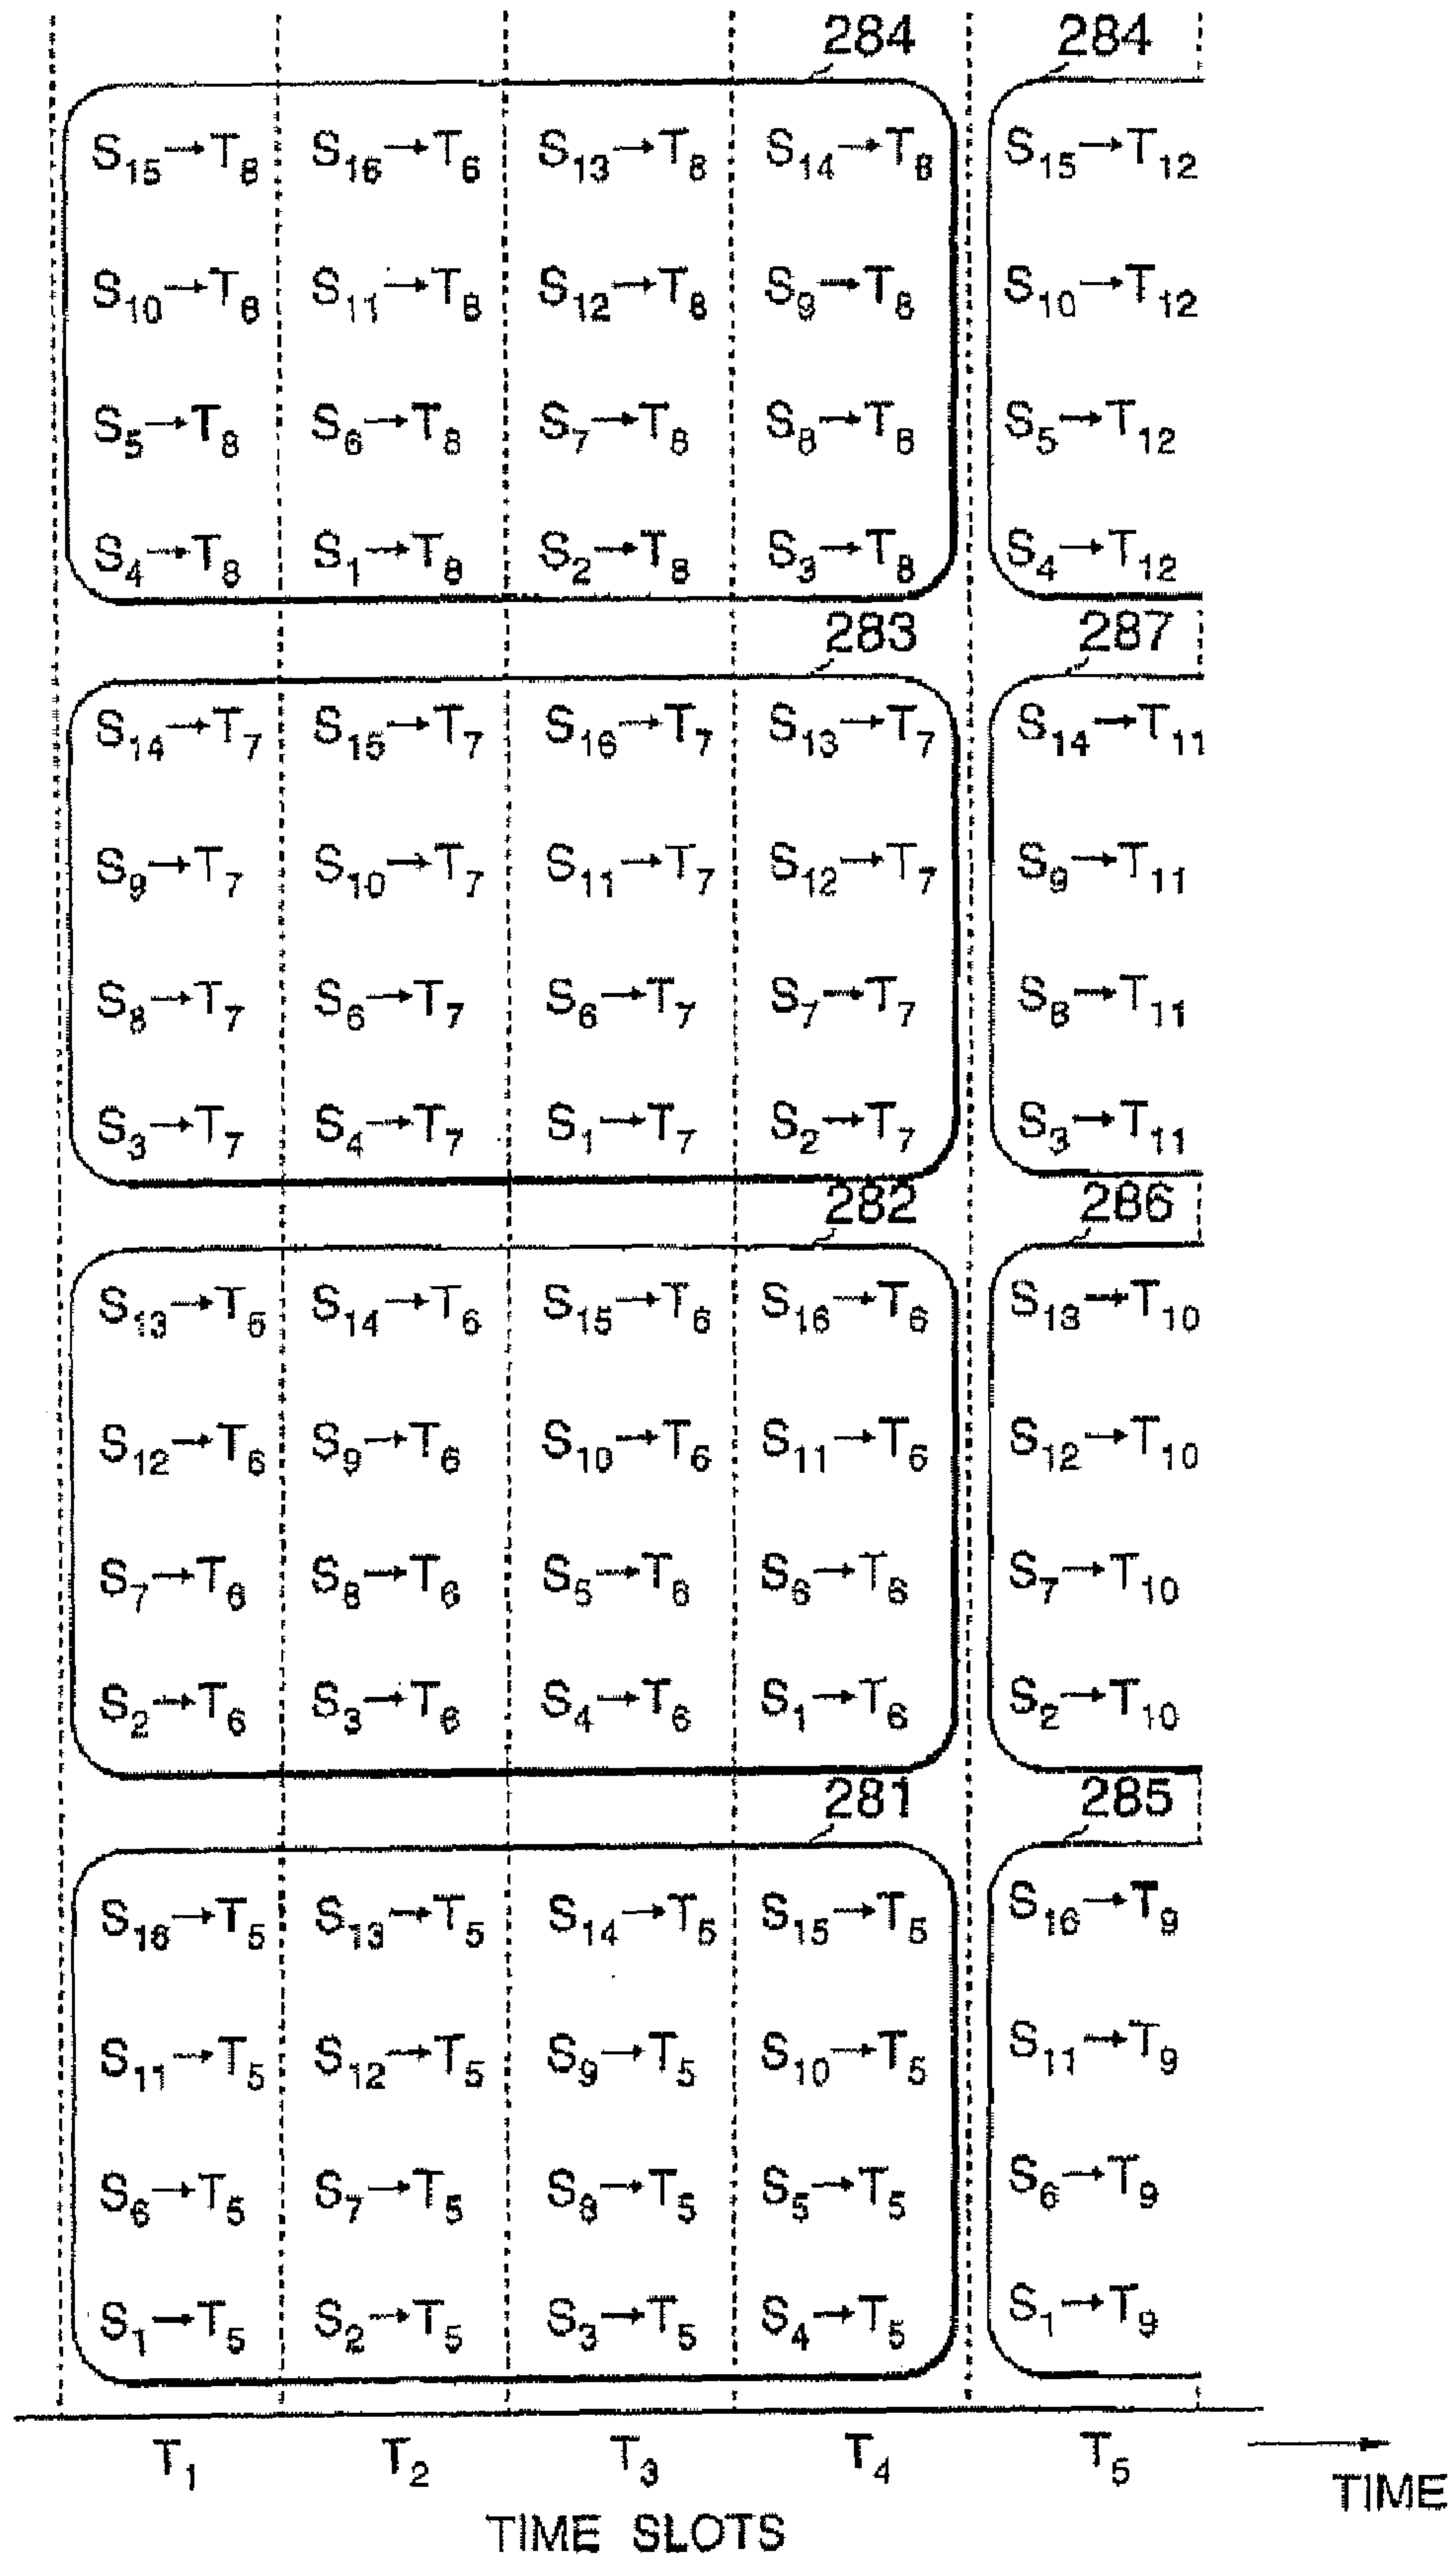 284 284
S15→T8 S16→T6 S13→T8 S14→T8 S15→T12
S10→T8 S11→T8 S12→T8 S9→T8 S10→T12
S5→T8 S6→T8 S7→T8 S8→T8 S5→T12
S4→T8 S1→T8 S2→T8 S3→T8 S4→T12
283 287
S14→T7 S15→T7 S16→T7 S13→T7 S14→T11
S9→T7 S10→T7 S11→T7 S12→T7 S9→T11
S8→T7 S6→T7 S6→T7 S7→T7 S8→T11
S3→T7 S4→T7 S1→T7 S2→T7 S3→T11
282 286
S13→T6 S14→T6 S15→T6 S16→T6 S13→T10
S12→T6 S9→T6 S10→T6 S11→T6 S12→T10
S7→T6 S8→T6 S5→T6 S6→T6 S7→T10
S2→T6 S3→T6 S4→T6 S1→T6 S2→T10
281 285
S16→T5 S13→T5 S14→T5 S15→T5 S16→T9
S11→T5 S12→T5 S9→T5 S10→T5 S11→T9
S6→T5 S7→T5 S8→T5 S5→T5 S6→T9
S1→T5 S2→T5 S3→T5 S4→T5 S1→T9
T1 T2 T3 T4 T5
TIME
TIME SLOTS